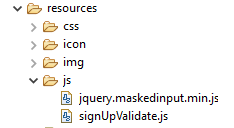 resources
css
icon
img
js
jquery.maskedinput.min.js
signUpValidate.js